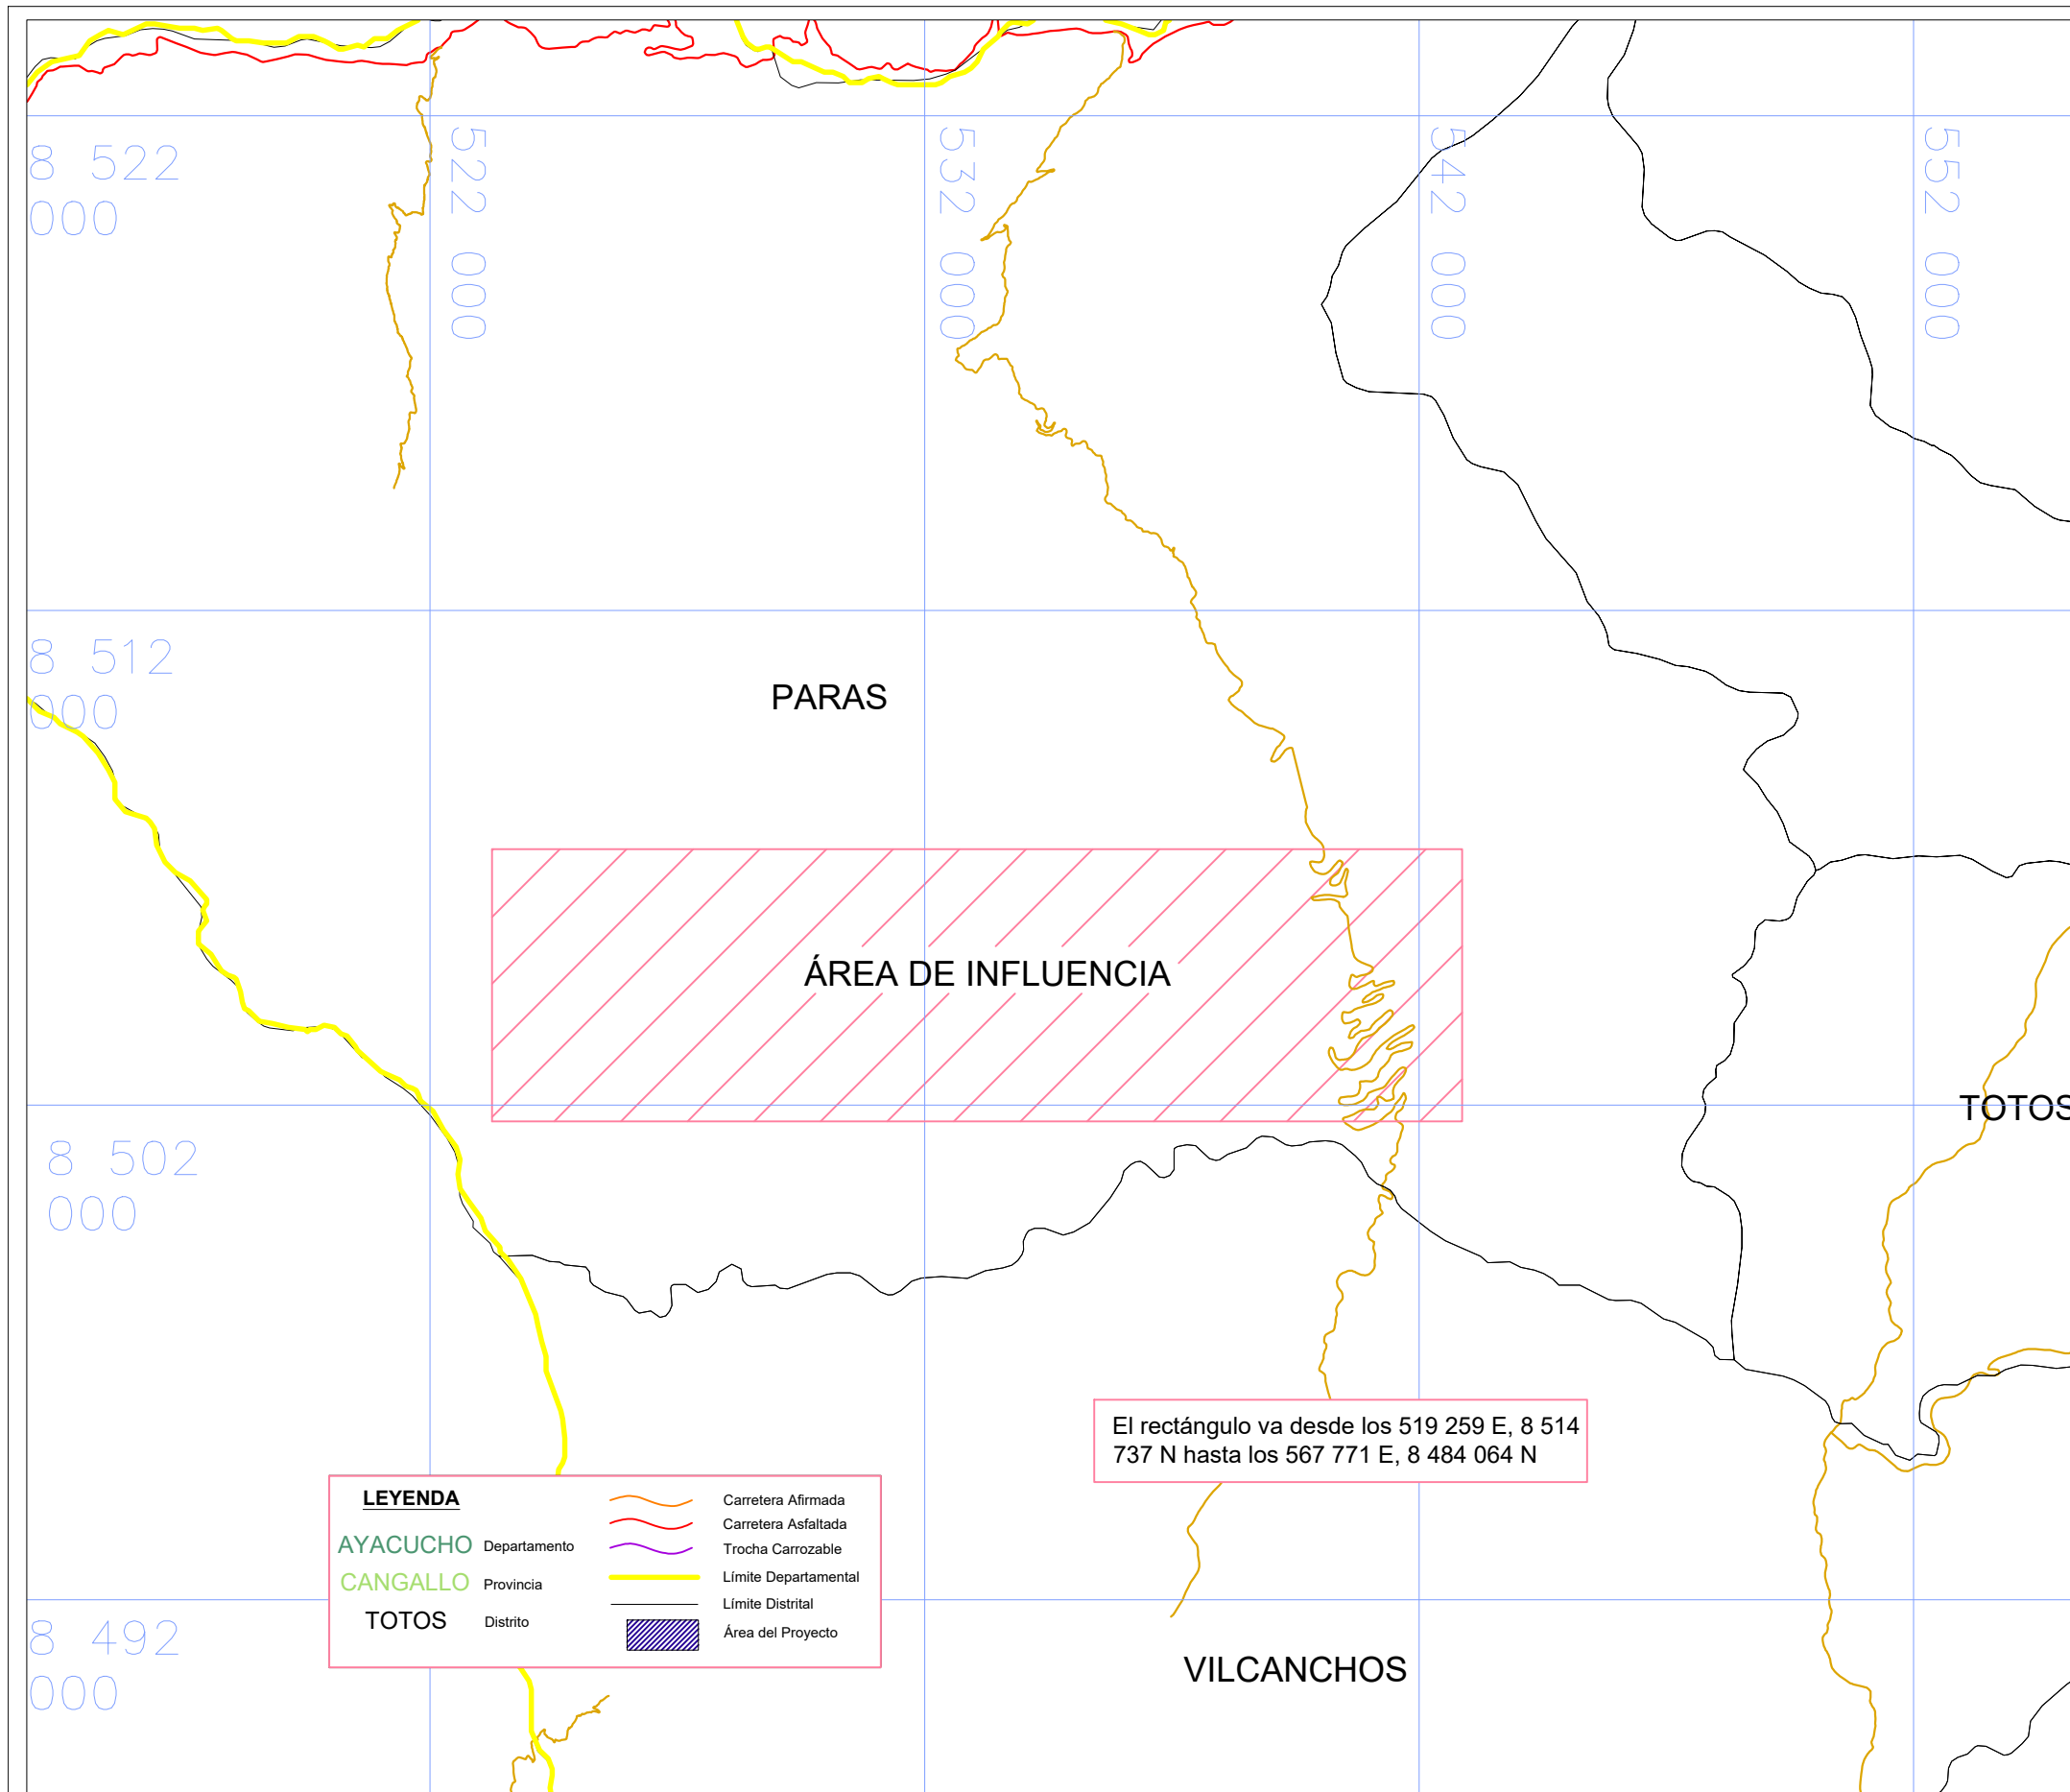 8 522
000
522 000
532 000
542 000
552 000
8 512
000
PARAS
ÁREA DE INFLUENCIA
TOTOS
8 502
000
El rectángulo va desde los 519 259 E, 8 514
737 N hasta los 567 771 E, 8 484 064 N
LEYENDA
AYACUCHO Departamento
CANGALLO Provincia
TOTOS Distrito
Carretera Afirmada
Carretera Asfaltada
Trocha Carrozable
Límite Departamental
Límite Distrital
Área del Proyecto
8 492
000
VILCANCHOS